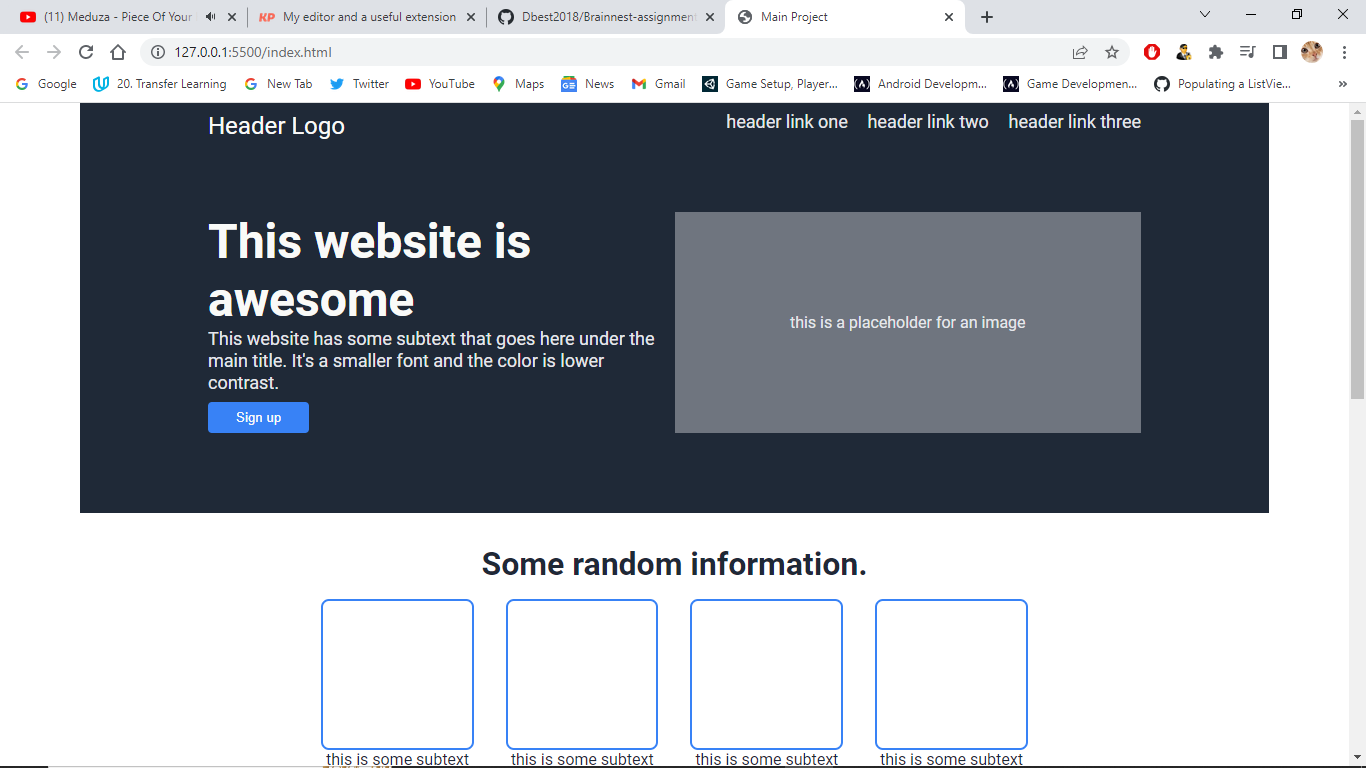 (11) Meduza - Piece Of Your
KP My editor and a useful extension
Dbest2018/Brainnest-assignment
Main Project
127.0.0.1:5500/index.html
Google
20. Transfer Learning
New Tab
Twitter
YouTube
Maps
News
Gmail
Game Setup, Player...
Android Developm...
Game Developmen...
Populating a ListVie...
»
Header Logo
header link one
header link two
header link three
This website is
awesome
This website has some subtext that goes here under the
main title. It's a smaller font and the color is lower
contrast.
Sign up
this is a placeholder for an image
Some random information.
this is some subtext
this is some subtext
this is some subtext
this is some subtext